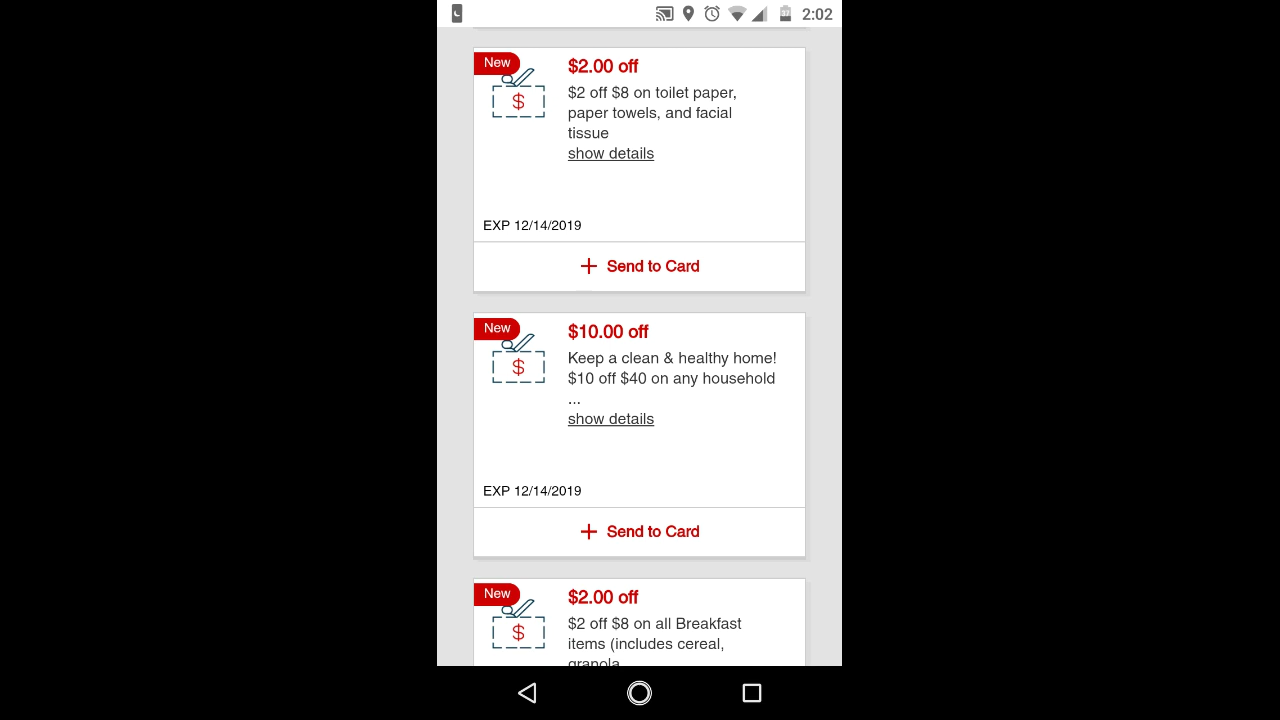 2:02
New
$2.00 off
$
$2 off $8 on toilet paper,
paper towels, and facial
tissue
show details
EXP 12/14/2019
+ Send to Card
New
$10.00 off
$
Keep a clean & healthy home!
$10 off $40 on any household
...
show details
EXP 12/14/2019
+ Send to Card
New
$2.00 off
$
$2 off $8 on all Breakfast
items (includes cereal,
granola